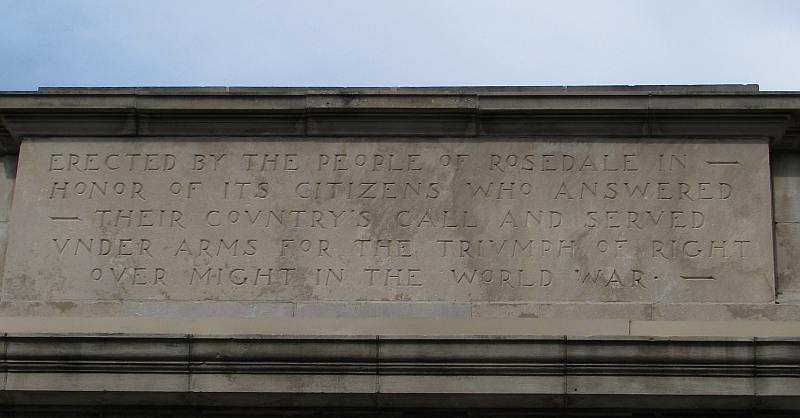 ERECTED BY THE PEOPLE OF ROSEDALE IN —
HONOR OF ITS CITIZENS WHO ANSWERED
— THEIR COVNTRY'S CALL AND SERVED
VNDER ARMS FOR THE TRIVMPH OF RIGHT
OVER MIGHT IN THE WORLD WAR · —